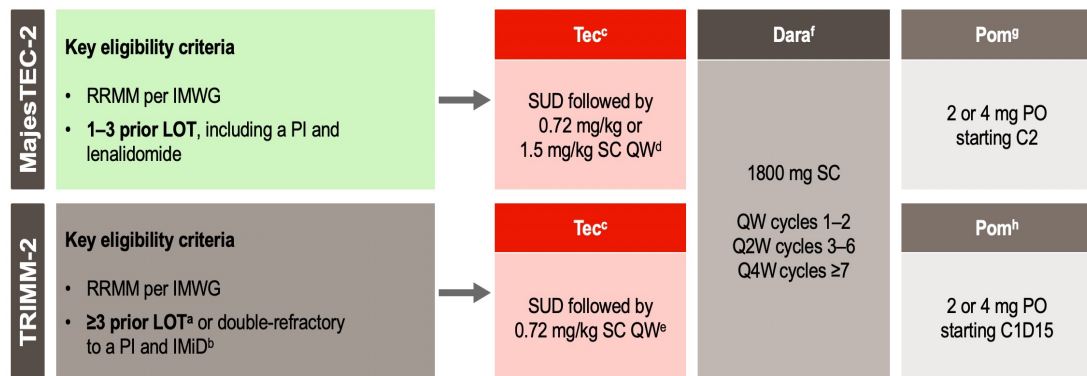 MajesTEC-2
Key eligibility criteria
• RRMM per IMWG
• 1–3 prior LOT, including a PI and
lenalidomide
Tecᶜ
SUD followed by
0.72 mg/kg or
1.5 mg/kg SC QWᵈ
Daraᶠ
1800 mg SC
QW cycles 1–2
Q2W cycles 3–6
Q4W cycles ≥7
Pomᵍ
2 or 4 mg PO
starting C2
TRIMM-2
Key eligibility criteria
• RRMM per IMWG
• ≥3 prior LOTᵃ or double-refractory
to a PI and IMiDᵇ
Tecᶜ
SUD followed by
0.72 mg/kg SC QWᵉ
Pomʰ
2 or 4 mg PO
starting C1D15